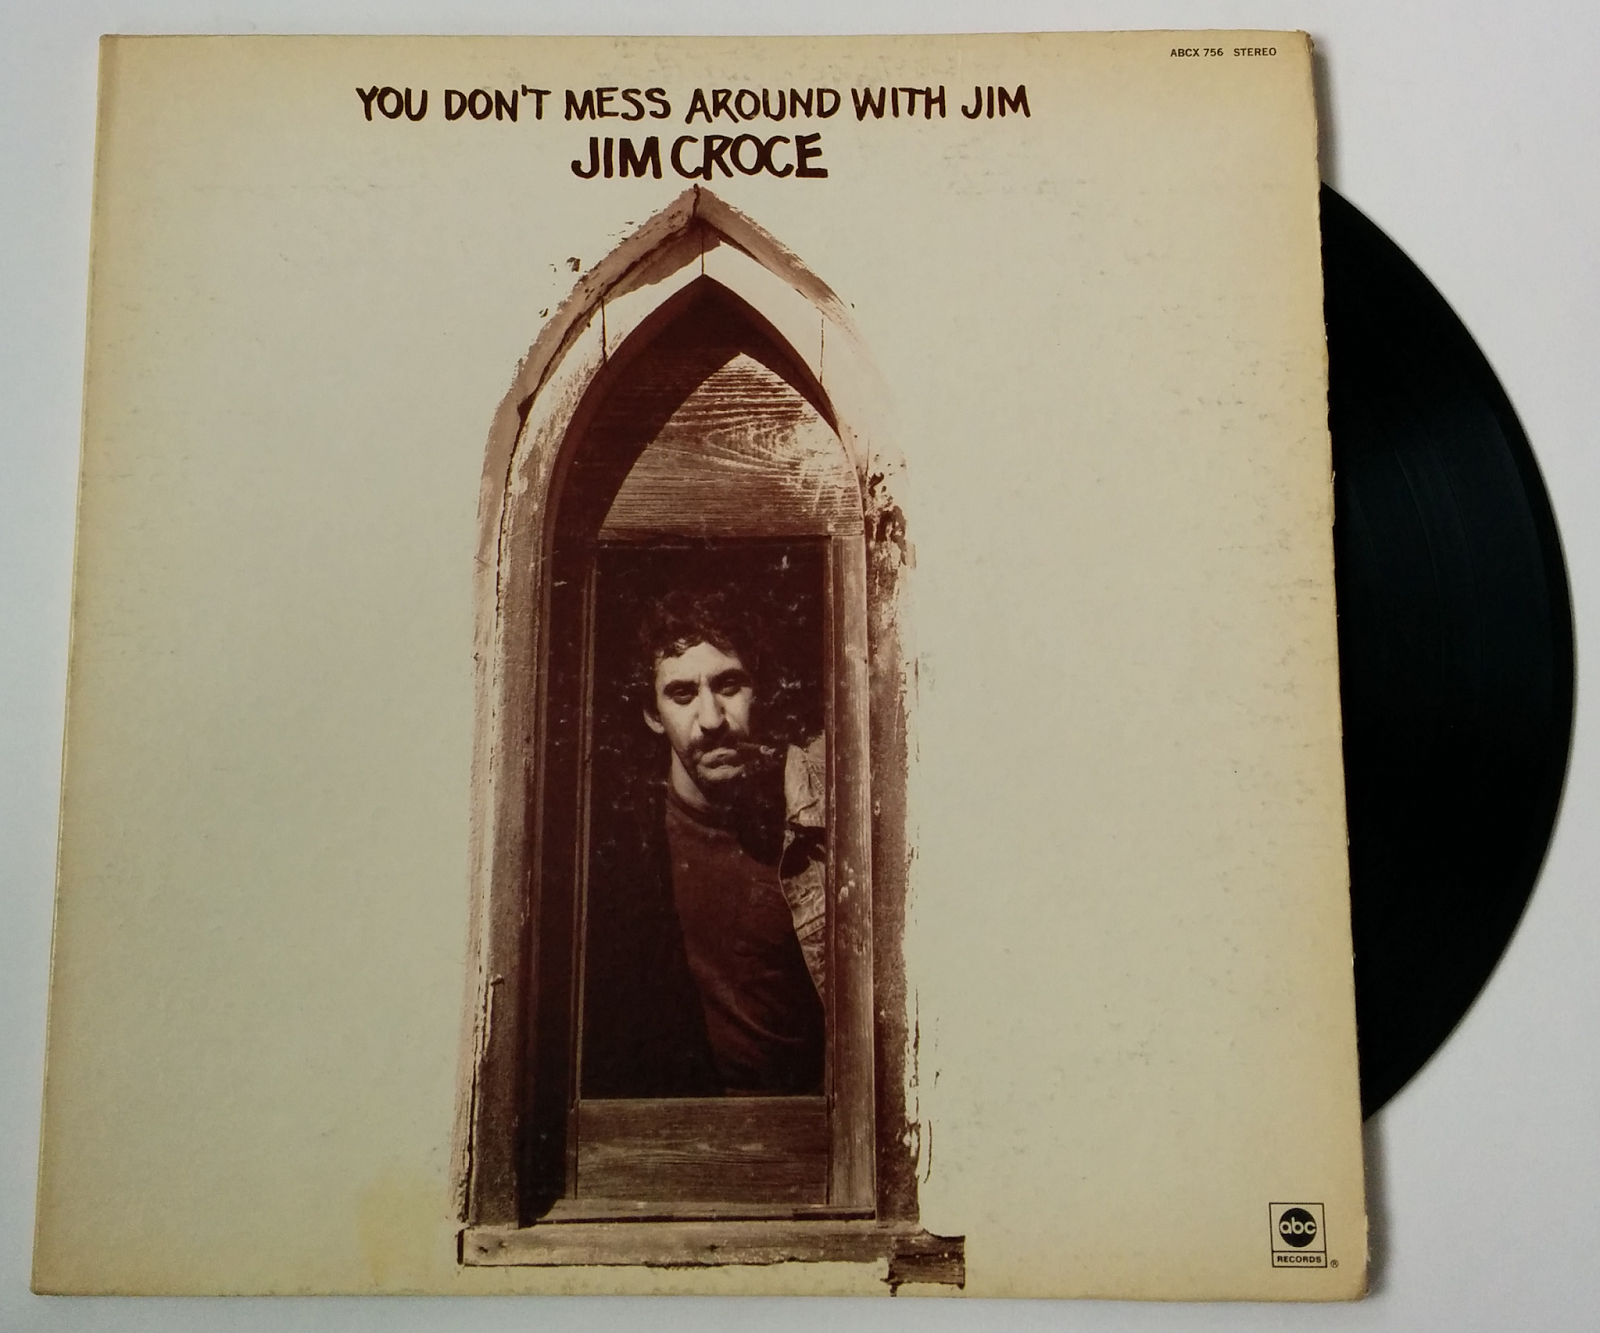 ABCX 756 STEREO
YOU DON'T MESS AROUND WITH JIM
JIM CROCE
abc
RECORDS ®